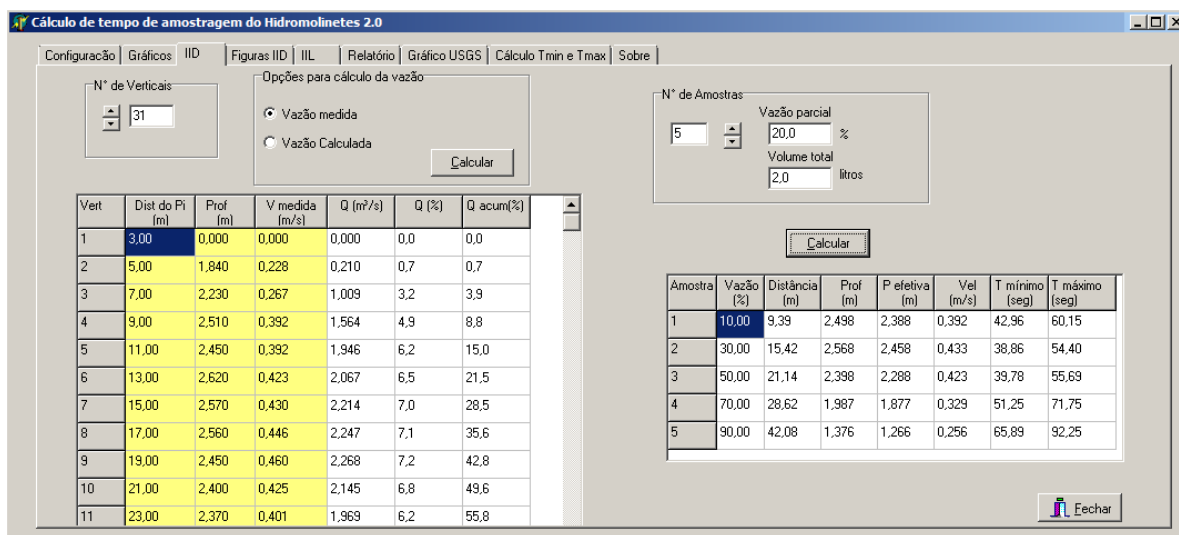 Cálculo de tempo de amostragem do Hidromolinetes 2.0
Configuracão Gráficos IID Figuras IID IIL Relatório Gráfico USGS Cálculo Tmin e Tmax Sobre
N° de Verticais
31
Opções para cálculo da vazão
Vazão medida
Vazão Calculada
Calcular
N° de Amostras
5
Vazão parcial
20,0 %
Volume total
2,0 litros
Calcular
Vert Dist do Pi (m) Prof (m) V medida (m/s) Q (m³/s) Q (%) Q acum(%)
1 3,00 0,000 0,000 0,000 0,0 0,0
2 5,00 1,840 0,228 0,210 0,7 0,7
3 7,00 2,230 0,267 1,009 3,2 3,9
4 9,00 2,510 0,392 1,564 4,9 8,8
5 11,00 2,450 0,392 1,946 6,2 15,0
6 13,00 2,620 0,423 2,067 6,5 21,5
7 15,00 2,570 0,430 2,214 7,0 28,5
8 17,00 2,560 0,446 2,247 7,1 35,6
9 19,00 2,450 0,460 2,268 7,2 42,8
10 21,00 2,400 0,425 2,145 6,8 49,6
11 23,00 2,370 0,401 1,969 6,2 55,8
Amostra Vazão (%) Distância (m) Prof (m) P efetiva (m) Vel (m/s) T mínimo (seg) T máximo (seg)
1 10,00 9,39 2,498 2,388 0,392 42,96 60,15
2 30,00 15,42 2,568 2,458 0,433 38,86 54,40
3 50,00 21,14 2,398 2,288 0,423 39,78 55,69
4 70,00 28,62 1,987 1,877 0,329 51,25 71,75
5 90,00 42,08 1,376 1,266 0,256 65,89 92,25
Fechar